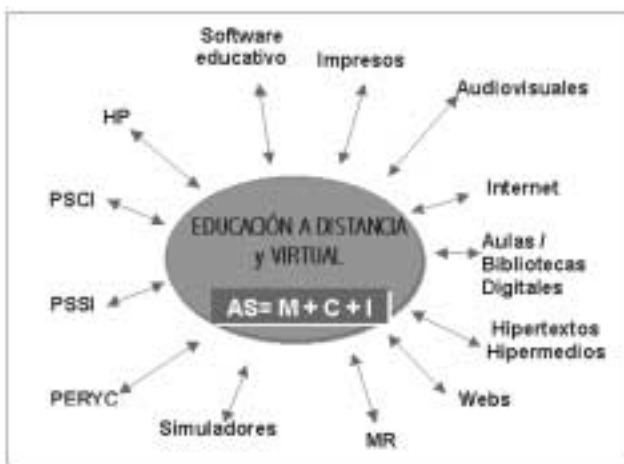 Software
educativo
Impresos
Audiovisuales
HP
Internet
PSCI
EDUCACIÓN A DISTANCIA
y VIRTUAL
Aulas /
Bibliotecas
Digitales
PSSI
AS= M + C + I
Hipertextos
Hipermedios
PERYC
Webs
Simuladores
MR